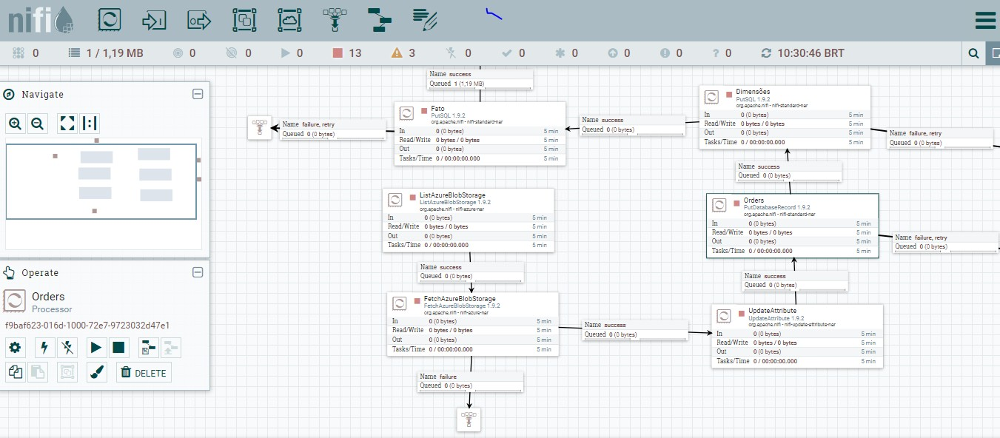 nifi
0
1 / 1,19 MB
0
0
0
13
3
0
0
0
0
0
0
10:30:46 BRT
Navigate
Operate
Orders
Processor
f9baf623-016d-1000-72e7-9723032d47e1
DELETE
Name success
Queued 1 (1,19 MB)
Fato
PutSQL 1.9.2
org.apache.nifi - nifi-standard-nar
In 0 (0 bytes) 5 min
Read/Write 0 bytes / 0 bytes 5 min
Out 0 (0 bytes) 5 min
Tasks/Time 0 / 00:00:00.000 5 min
Name failure, retry
Queued 0 (0 bytes)
Name success
Queued 0 (0 bytes)
Dimensões
PutSQL 1.9.2
org.apache.nifi - nifi-standard-nar
In 0 (0 bytes) 5 min
Read/Write 0 bytes / 0 bytes 5 min
Out 0 (0 bytes) 5 min
Tasks/Time 0 / 00:00:00.000 5 min
Name failure, retry
Queued 0 (0 bytes)
Name success
Queued 0 (0 bytes)
ListAzureBlobStorage
ListAzureBlobStorage 1.9.2
org.apache.nifi - nifi-azure-nar
In 0 (0 bytes) 5 min
Read/Write 0 bytes / 0 bytes 5 min
Out 0 (0 bytes) 5 min
Tasks/Time 0 / 00:00:00.000 5 min
Orders
PutDatabaseRecord 1.9.2
org.apache.nifi - nifi-standard-nar
In 0 (0 bytes) 5 min
Read/Write 0 bytes / 0 bytes 5 min
Out 0 (0 bytes) 5 min
Tasks/Time 0 / 00:00:00.000 5 min
Name failure, retry
Queued 0 (0 bytes)
Name success
Queued 0 (0 bytes)
Name success
Queued 0 (0 bytes)
FetchAzureBlobStorage
FetchAzureBlobStorage 1.9.2
org.apache.nifi - nifi-azure-nar
In 0 (0 bytes) 5 min
Read/Write 0 bytes / 0 bytes 5 min
Out 0 (0 bytes) 5 min
Tasks/Time 0 / 00:00:00.000 5 min
Name success
Queued 0 (0 bytes)
UpdateAttribute
UpdateAttribute 1.9.2
org.apache.nifi - nifi-update-attribute-nar
In 0 (0 bytes) 5 min
Read/Write 0 bytes / 0 bytes 5 min
Out 0 (0 bytes) 5 min
Tasks/Time 0 / 00:00:00.000 5 min
Name failure
Queued 0 (0 bytes)